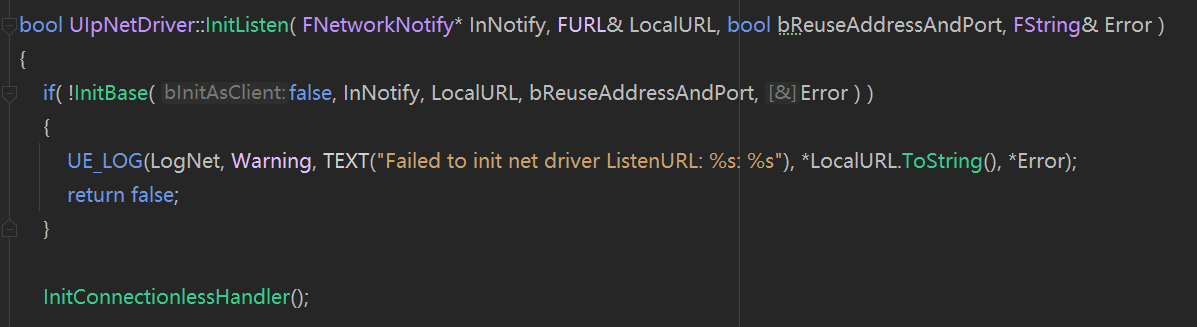 bool UIpNetDriver::InitListen( FNetworkNotify* InNotify, FURL& LocalURL, bool bReuseAddressAndPort, FString& Error )
{
if( !InitBase( bInitAsClient: false, InNotify, LocalURL, bReuseAddressAndPort, [&] Error ) )
{
UE_LOG(LogNet, Warning, TEXT("Failed to init net driver ListenURL: %s: %s"), *LocalURL.ToString(), *Error);
return false;
}
InitConnectionlessHandler();